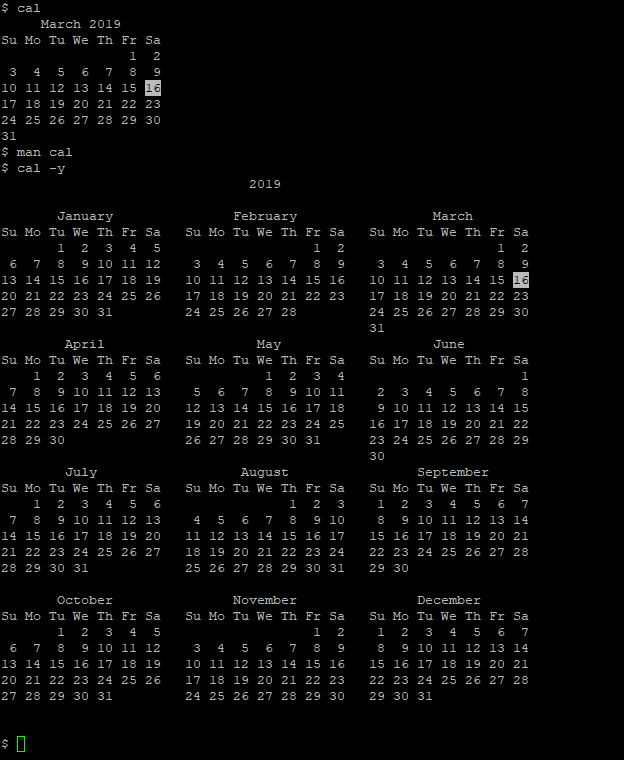 $ cal
     March 2019
Su Mo Tu We Th Fr Sa
                1  2
 3  4  5  6  7  8  9
10 11 12 13 14 15 16
17 18 19 20 21 22 23
24 25 26 27 28 29 30
31
$ man cal
$ cal -y
                               2019

       January                February                 March
Su Mo Tu We Th Fr Sa   Su Mo Tu We Th Fr Sa   Su Mo Tu We Th Fr Sa
       1  2  3  4  5                   1  2                   1  2
 6  7  8  9 10 11 12    3  4  5  6  7  8  9    3  4  5  6  7  8  9
13 14 15 16 17 18 19   10 11 12 13 14 15 16   10 11 12 13 14 15 16
20 21 22 23 24 25 26   17 18 19 20 21 22 23   17 18 19 20 21 22 23
27 28 29 30 31         24 25 26 27 28         24 25 26 27 28 29 30
                                              31
        April                   May                    June
Su Mo Tu We Th Fr Sa   Su Mo Tu We Th Fr Sa   Su Mo Tu We Th Fr Sa
    1  2  3  4  5  6             1  2  3  4                      1
 7  8  9 10 11 12 13    5  6  7  8  9 10 11    2  3  4  5  6  7  8
14 15 16 17 18 19 20   12 13 14 15 16 17 18    9 10 11 12 13 14 15
21 22 23 24 25 26 27   19 20 21 22 23 24 25   16 17 18 19 20 21 22
28 29 30               26 27 28 29 30 31      23 24 25 26 27 28 29
                                              30
        July                  August                September
Su Mo Tu We Th Fr Sa   Su Mo Tu We Th Fr Sa   Su Mo Tu We Th Fr Sa
    1  2  3  4  5  6                1  2  3    1  2  3  4  5  6  7
 7  8  9 10 11 12 13    4  5  6  7  8  9 10    8  9 10 11 12 13 14
14 15 16 17 18 19 20   11 12 13 14 15 16 17   15 16 17 18 19 20 21
21 22 23 24 25 26 27   18 19 20 21 22 23 24   22 23 24 25 26 27 28
28 29 30 31            25 26 27 28 29 30 31   29 30

       October               November               December
Su Mo Tu We Th Fr Sa   Su Mo Tu We Th Fr Sa   Su Mo Tu We Th Fr Sa
       1  2  3  4  5                   1  2    1  2  3  4  5  6  7
 6  7  8  9 10 11 12    3  4  5  6  7  8  9    8  9 10 11 12 13 14
13 14 15 16 17 18 19   10 11 12 13 14 15 16   15 16 17 18 19 20 21
20 21 22 23 24 25 26   17 18 19 20 21 22 23   22 23 24 25 26 27 28
27 28 29 30 31         24 25 26 27 28 29 30   29 30 31

$